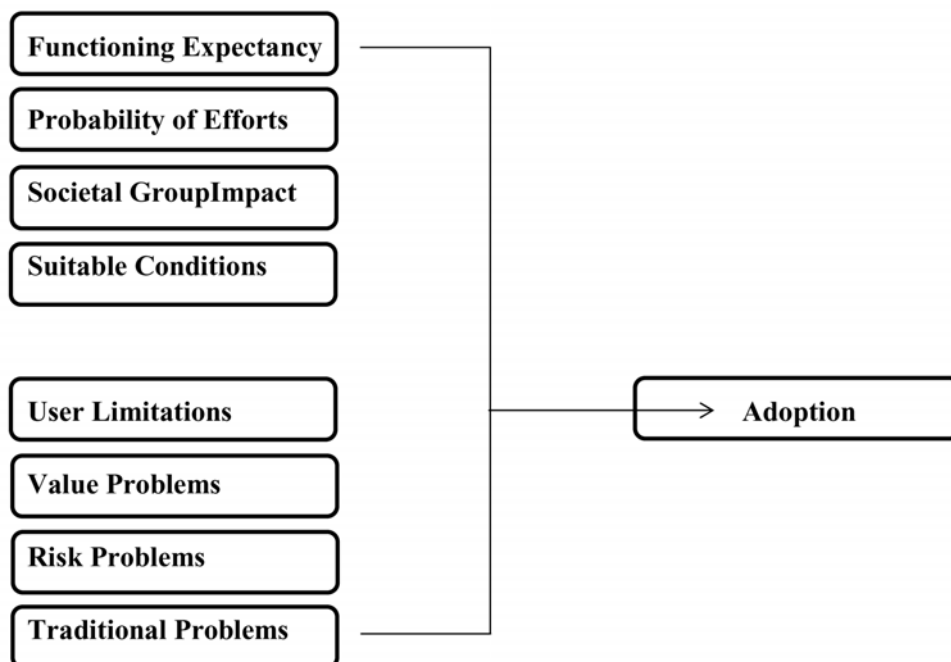 Functioning Expectancy
Probability of Efforts
Societal GroupImpact
Suitable Conditions
User Limitations
Value Problems
Risk Problems
Traditional Problems
Adoption